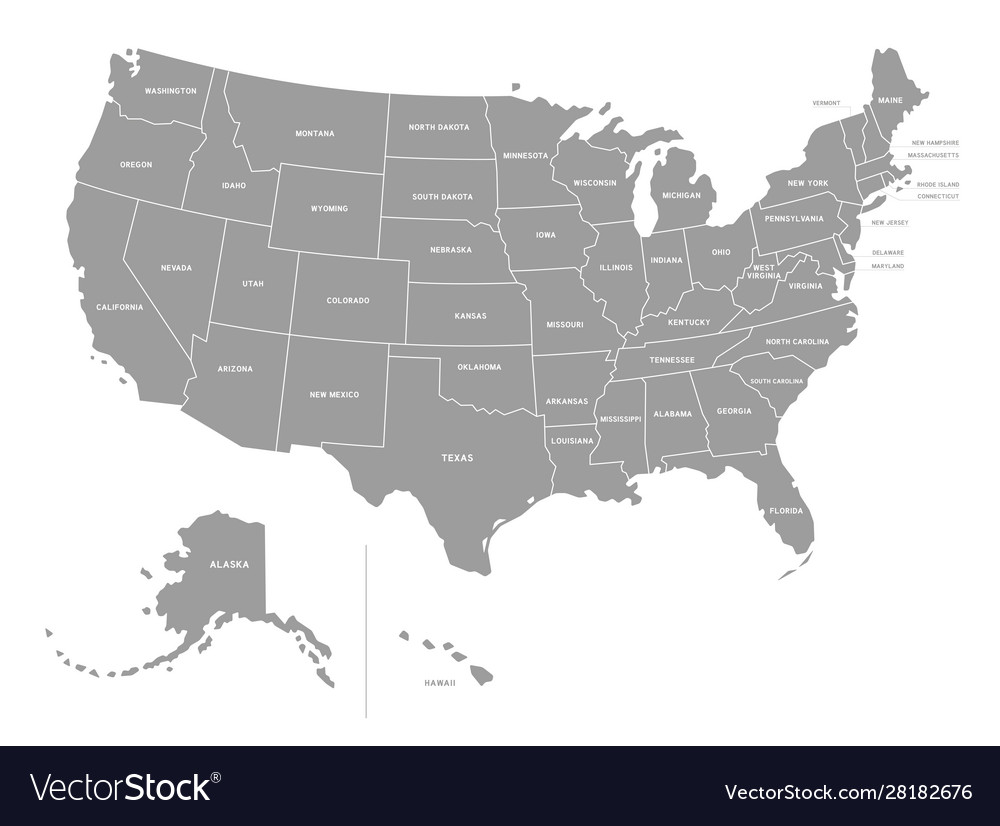 WASHINGTON
MONTANA
NORTH DAKOTA
MINNESOTA
MAINE
VERMONT
NEW HAMPSHIRE
MASSACHUSETTS
OREGON
IDAHO
WYOMING
SOUTH DAKOTA
WISCONSIN
MICHIGAN
NEW YORK
RHODE ISLAND
CONNECTICUT
NEW JERSEY
PENNSYLVANIA
NEBRASKA
IOWA
ILLINOIS
INDIANA
OHIO
DELAWARE
MARYLAND
NEVADA
UTAH
COLORADO
KANSAS
MISSOURI
WEST
VIRGINIA
VIRGINIA
CALIFORNIA
KENTUCKY
NORTH CAROLINA
TENNESSEE
ARIZONA
NEW MEXICO
OKLAHOMA
ARKANSAS
SOUTH CAROLINA
MISSISSIPPI
ALABAMA
GEORGIA
LOUISIANA
TEXAS
FLORIDA
ALASKA
HAWAII
VectorStock®
VectorStock.com/28182676